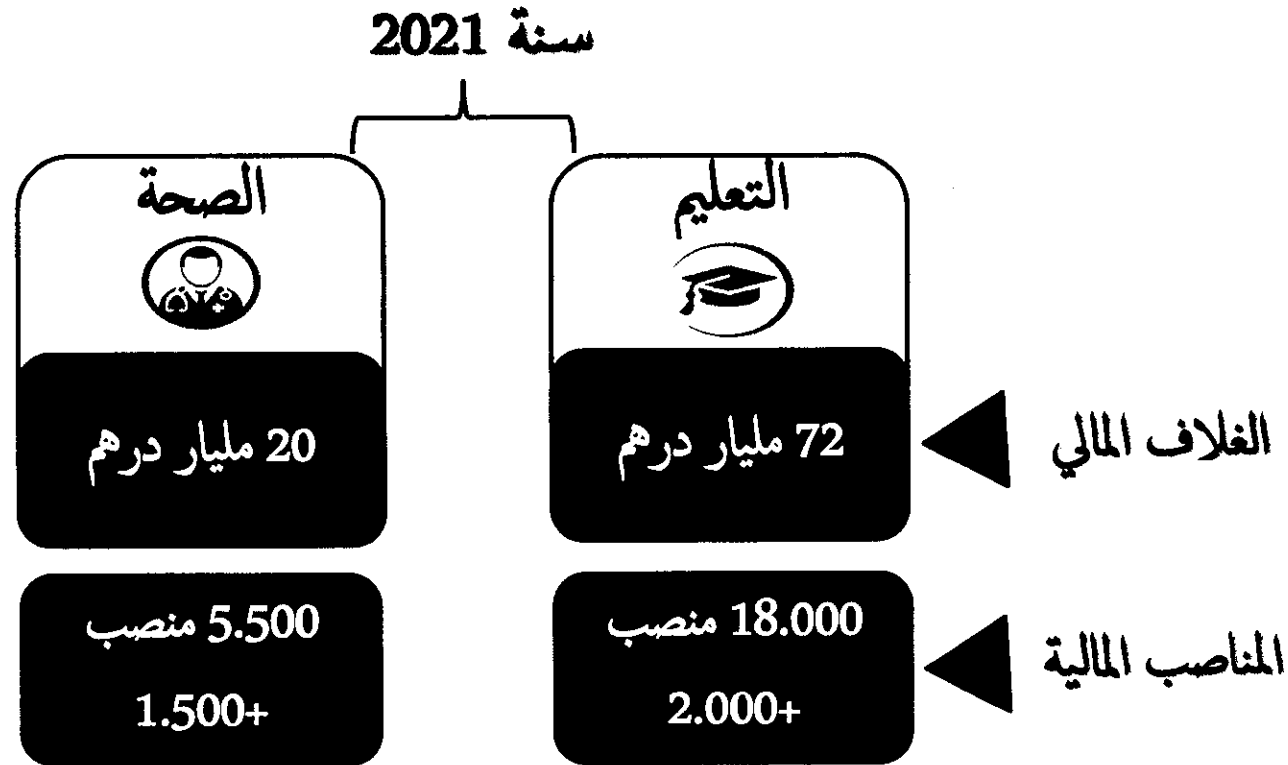 سنة 2021
التعليم
الصحة
الغلاف المالي
72 مليار درهم
20 مليار درهم
المناصب المالية
18.000 منصب
+2.000
5.500 منصب
+1.500